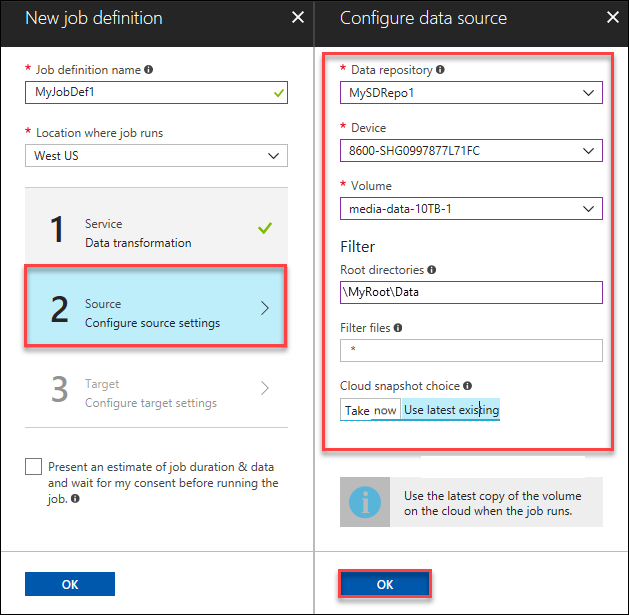 New job definition
* Job definition name
MyJobDef1
* Location where job runs
West US
1
Service
Data transformation
2
Source
Configure source settings
3
Target
Configure target settings
Present an estimate of job duration & data
and wait for my consent before running the
job.
OK
Configure data source
* Data repository
MySDRepo1
* Device
8600-SHG0997877L71FC
* Volume
media-data-10TB-1
Filter
Root directories
\MyRoot\Data
Filter files
*
Cloud snapshot choice
Take now Use latest existing
Use the latest copy of the volume
on the cloud when the job runs.
OK